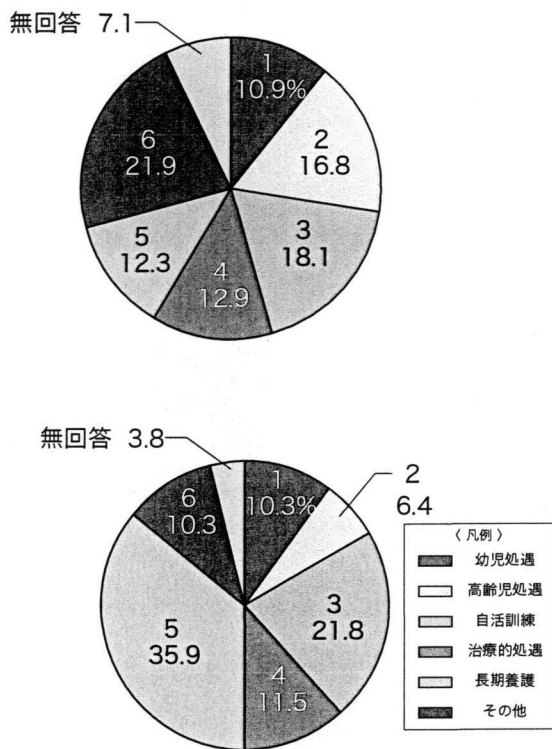 無回答 7.1
1
10.9%
2
16.8
3
18.1
4
12.9
5
12.3
6
21.9
無回答 3.8
1
10.3%
2
6.4
3
21.8
4
11.5
5
35.9
6
10.3
〈 凡例 〉
幼児処遇
高齢児処遇
自活訓練
治療的処遇
長期養護
その他